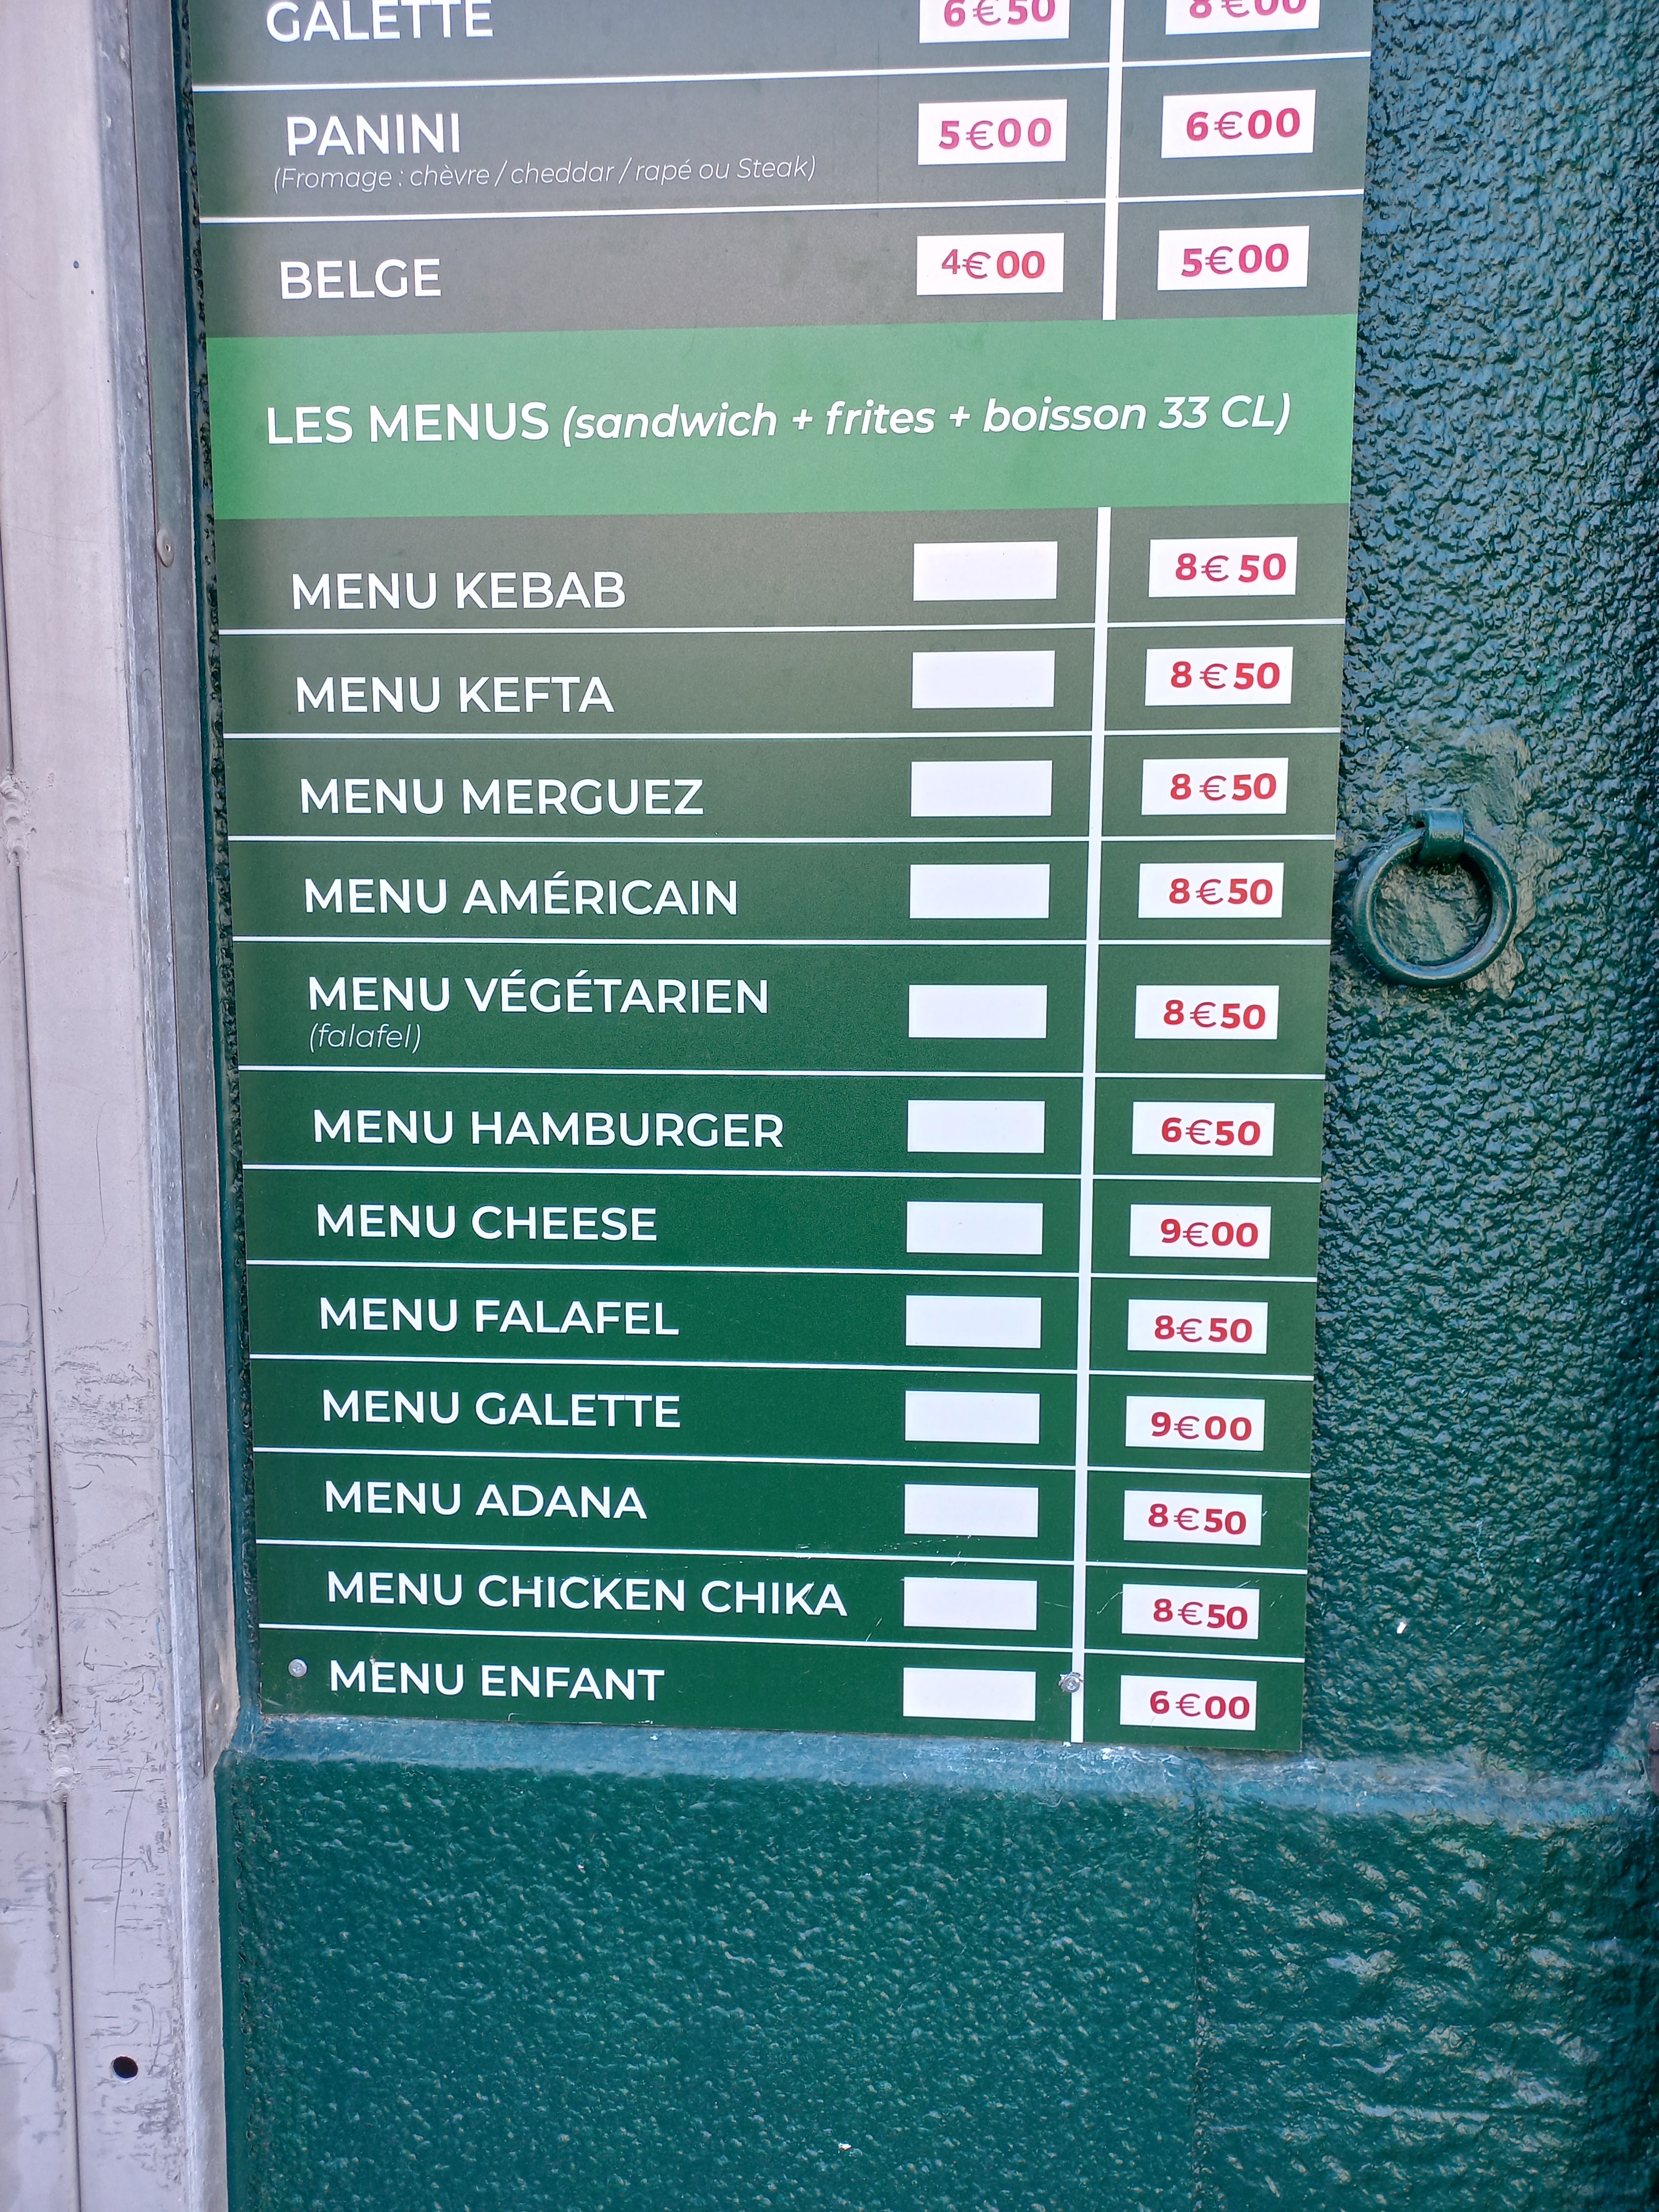 GALETTE 6€50 8€00
PANINI 5€00 6€00
(Fromage : chèvre / cheddar / rapé ou Steak)
BELGE 4€00 5€00
LES MENUS (sandwich + frites + boisson 33 CL)
MENU KEBAB 8€50
MENU KEFTA 8€50
MENU MERGUEZ 8€50
MENU AMÉRICAIN 8€50
MENU VÉGÉTARIEN 8€50
(falafel)
MENU HAMBURGER 6€50
MENU CHEESE 9€00
MENU FALAFEL 8€50
MENU GALETTE 9€00
MENU ADANA 8€50
MENU CHICKEN CHIKA 8€50
MENU ENFANT 6€00